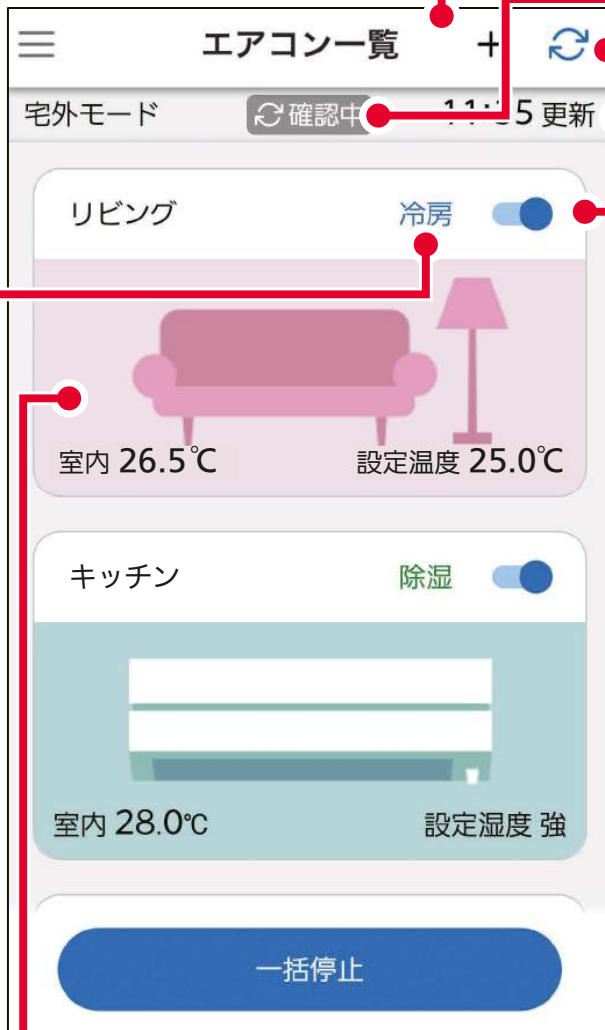 エアコン一覧 +
宅外モード 確認中 11:35 更新
リビング 冷房
室内 26.5℃ 設定温度 25.0℃
キッチン 除湿
室内 28.0℃ 設定湿度 強
一括停止